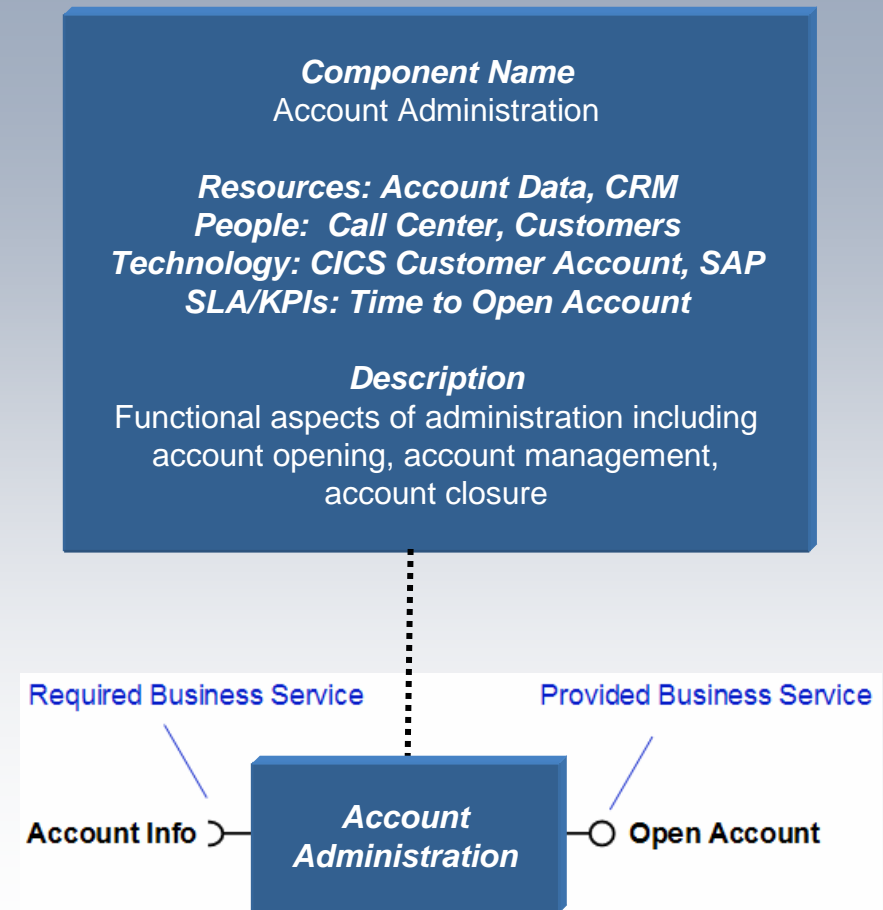 Component Name
Account Administration
Resources: Account Data, CRM
People: Call Center, Customers
Technology: CICS Customer Account, SAP
SLA/KPIs: Time to Open Account
Description
Functional aspects of administration including
account opening, account management,
account closure
Required Business Service
Provided Business Service
Account Info
Account
Administration
Open Account